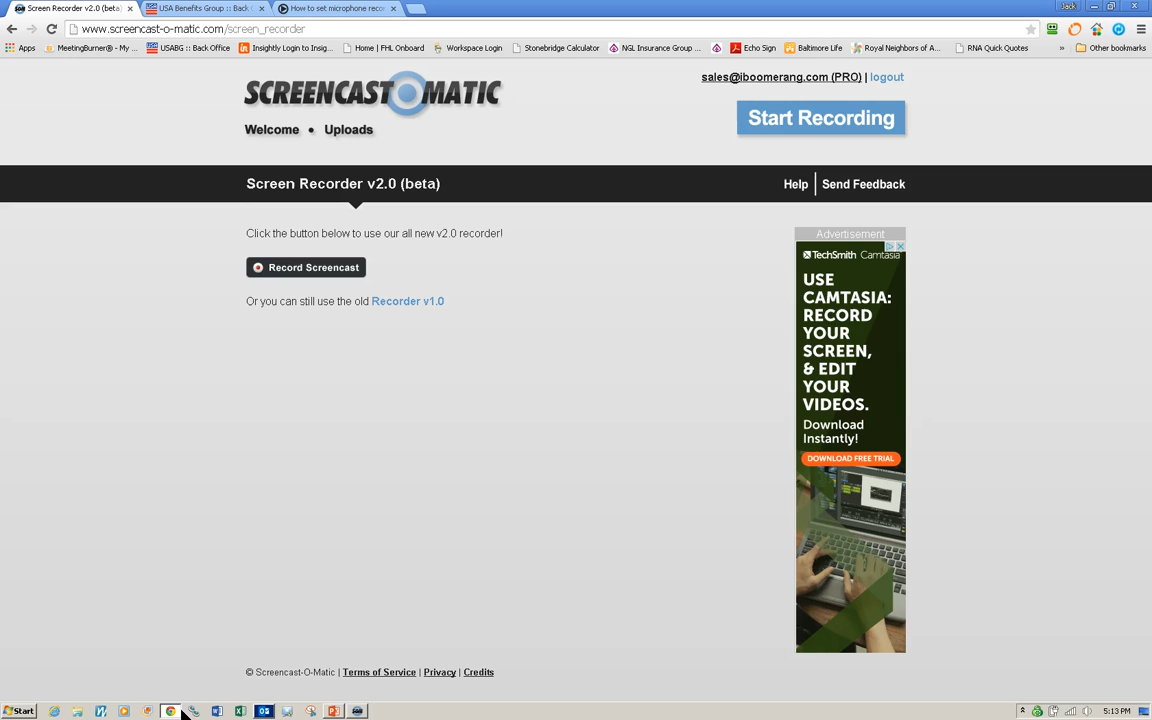 Screen Recorder v2.0 (beta)
USA Benefits Group :: Back
How to set microphone reco
Jack
www.screencast-o-matic.com/screen_recorder
Apps
MeetingBurner® - My ...
USABG :: Back Office
Insightly Login to Insig...
Home | FHL Onboard
Workspace Login
Stonebridge Calculator
NGL Insurance Group ...
Echo Sign
Baltimore Life
Royal Neighbors of A...
RNA Quick Quotes
»
Other bookmarks
SCREENCAST-O-MATIC
sales@iboomerang.com (PRO) | logout
Start Recording
Welcome • Uploads
Screen Recorder v2.0 (beta)
Help | Send Feedback
Click the button below to use our all new v2.0 recorder!
Record Screencast
Or you can still use the old Recorder v1.0
Advertisement
TechSmith Camtasia
USE
CAMTASIA:
RECORD
YOUR
SCREEN,
& EDIT
YOUR
VIDEOS.
Download
Instantly!
DOWNLOAD FREE TRIAL
© Screencast-O-Matic | Terms of Service | Privacy | Credits
Start
5:13 PM